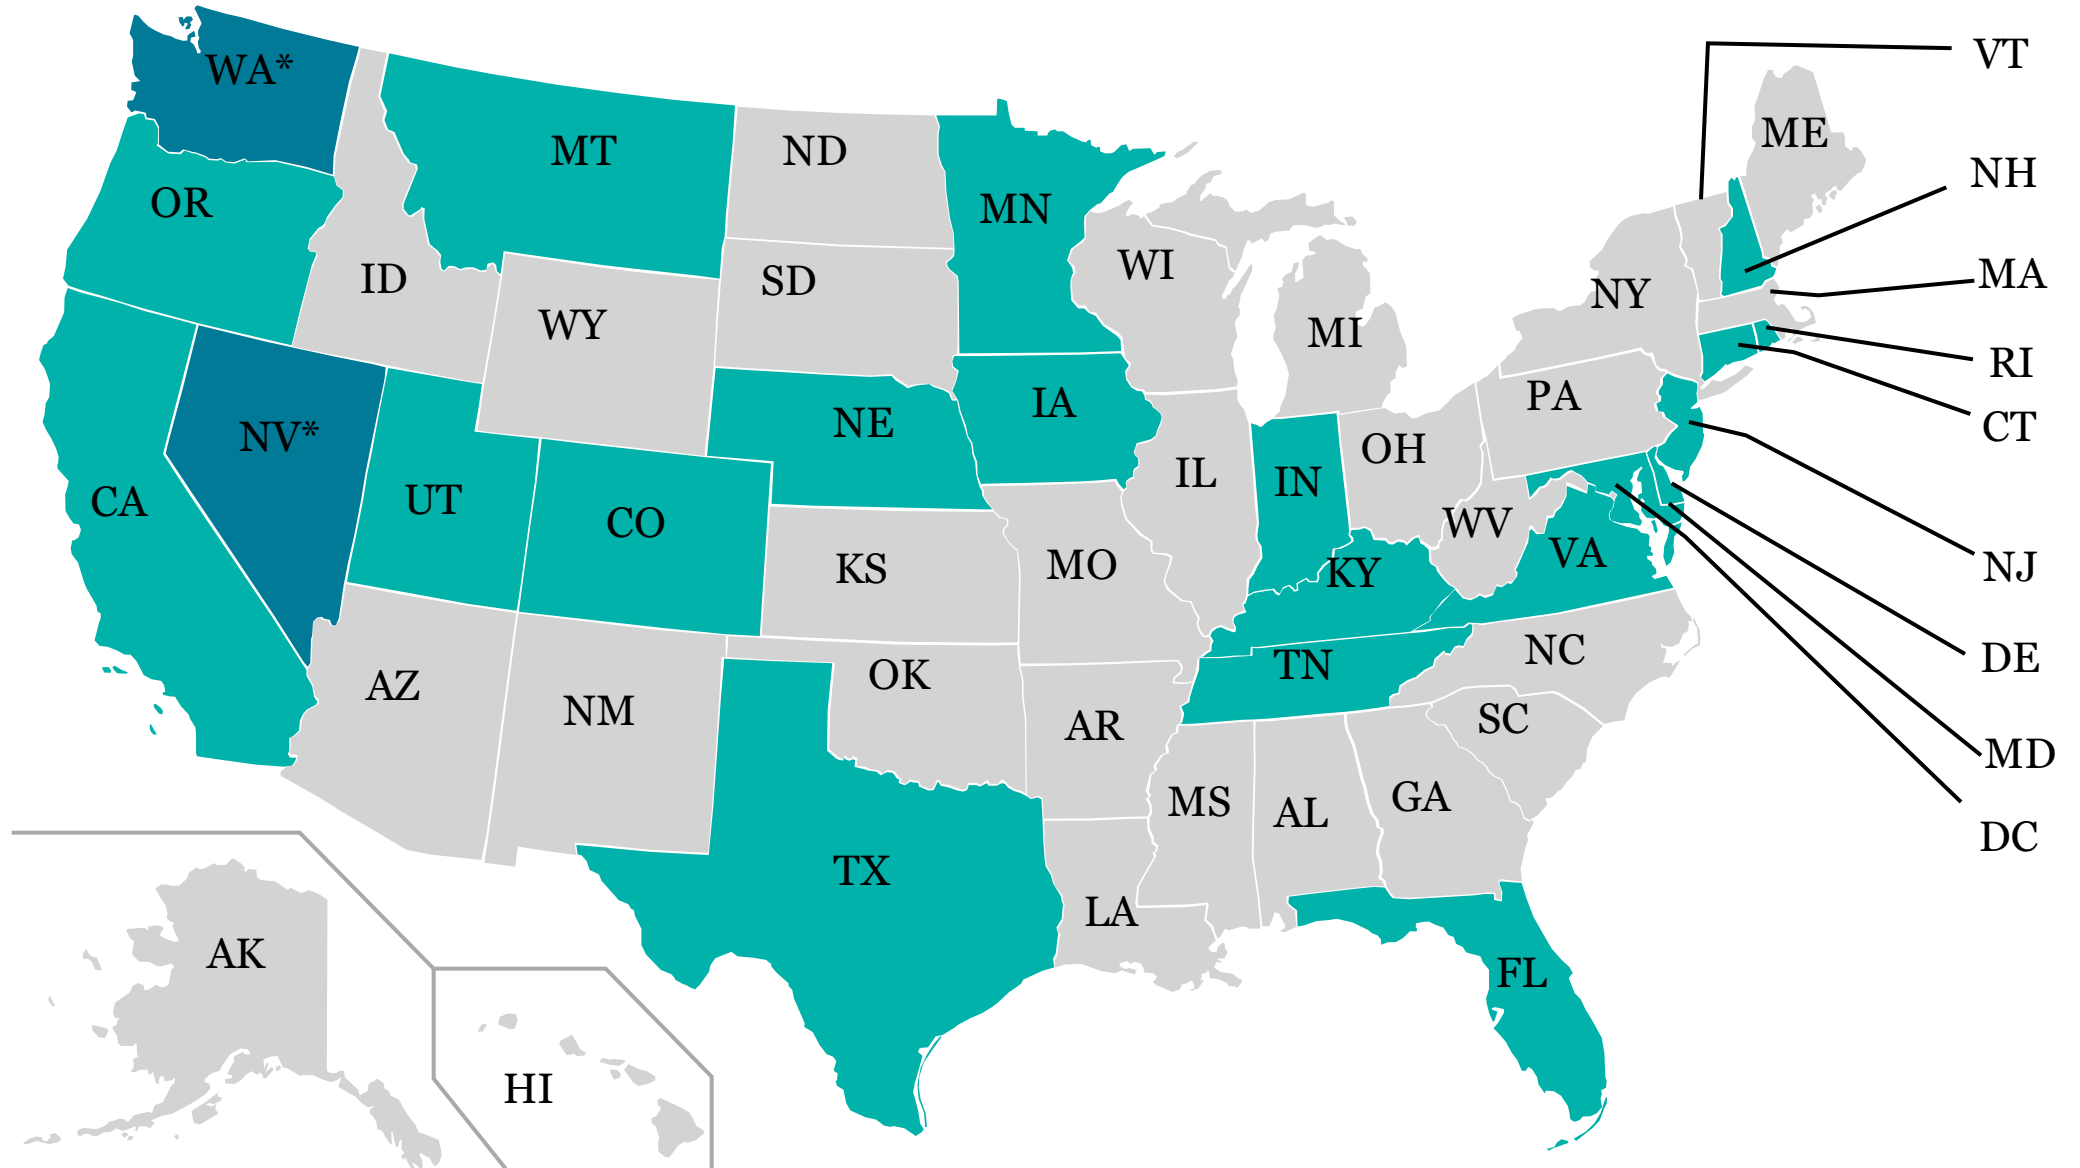 VT
WA*
ME
MT
ND
NH
OR
MN
WI
MA
ID
SD
NY
WY
MI
RI
PA
IA
NE
CT
NV*
OH
IL
IN
UT
CA
CO
WV
VA
KS
MO
KY
NJ
NC
DE
TN
OK
AZ
NM
SC
AR
MD
GA
MS
AL
DC
TX
LA
AK
FL
HI